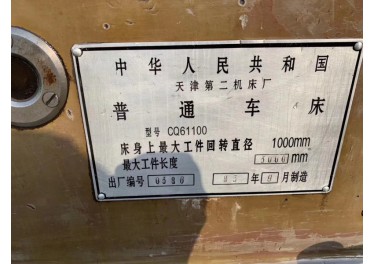 中华人民共和国
天津第二机床厂
普通车床
型号 CQ61100
床身上最大工件回转直径 1000mm
最大工件长度 3000 mm
出厂编号 0580 年 月制造